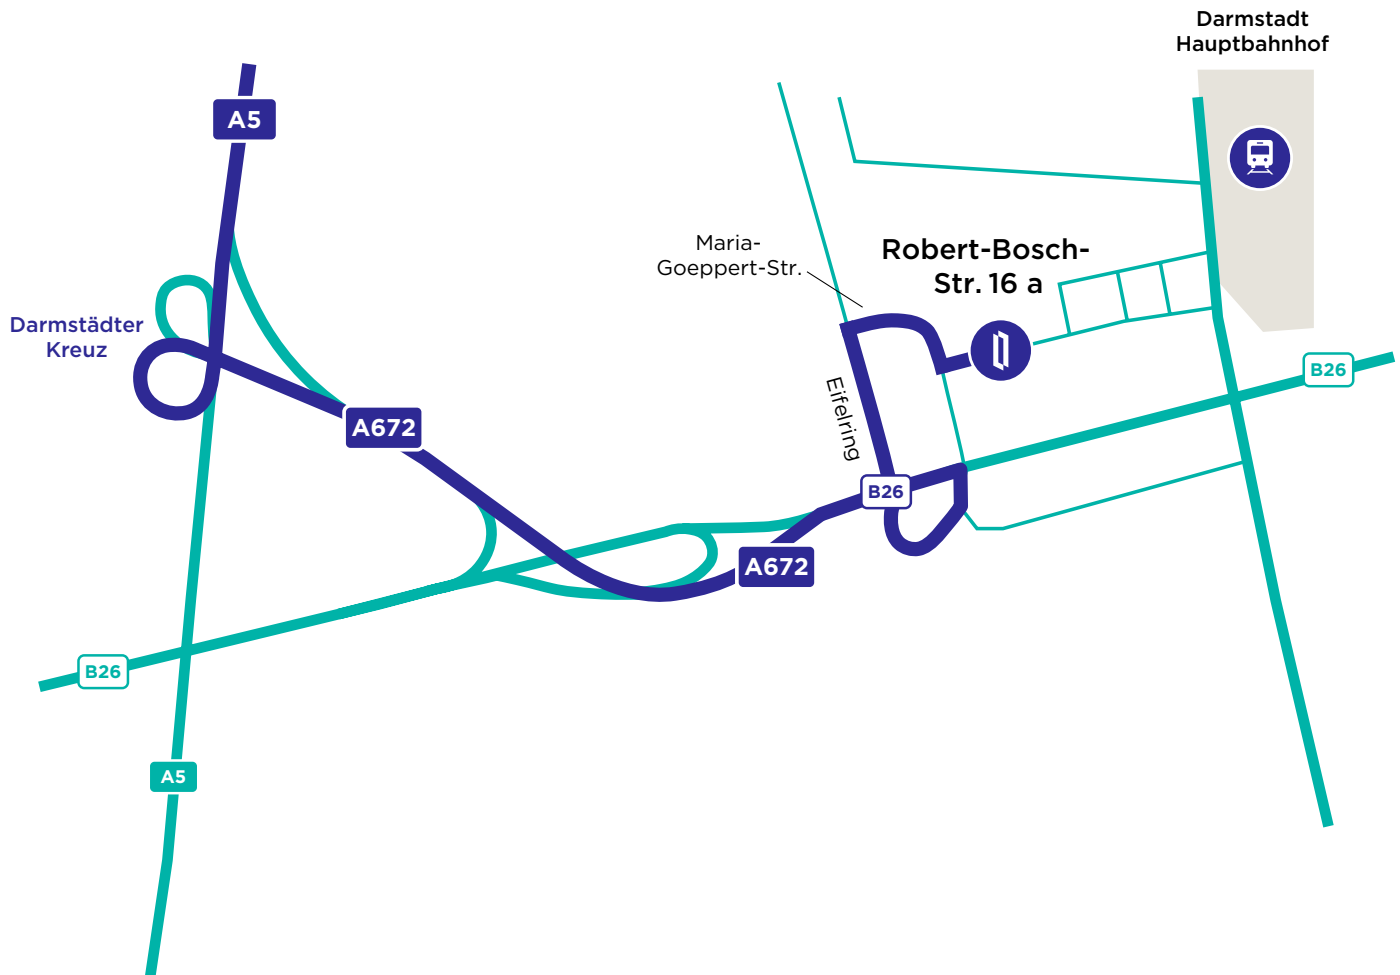 Darmstadt
Hauptbahnhof
A5
Maria-
Goeppert-Str.
Robert-Bosch-
Str. 16 a
Darmstädter
Kreuz
B26
Eifelring
A672
B26
A672
B26
A5